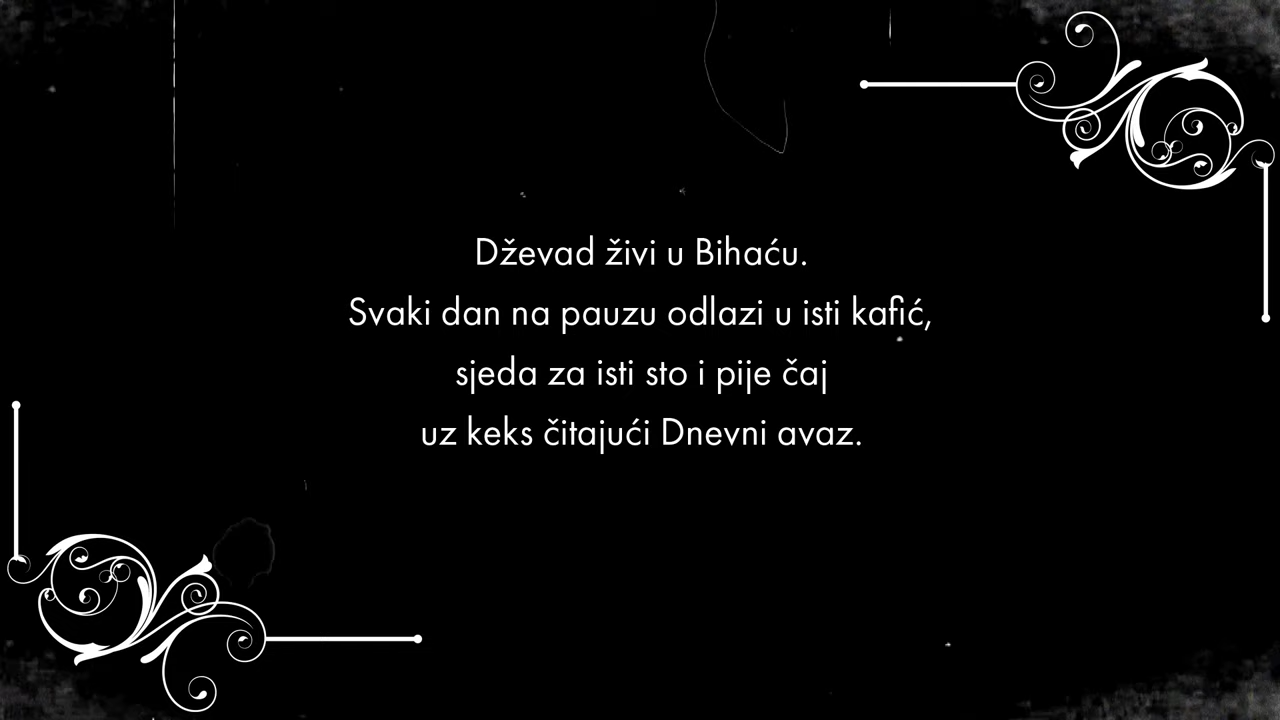 Dževad živi u Bihaću.
Svaki dan na pauzu odlazi u isti kafić,
sjeda za isti sto i pije čaj
uz keks čitajući Dnevni avaz.